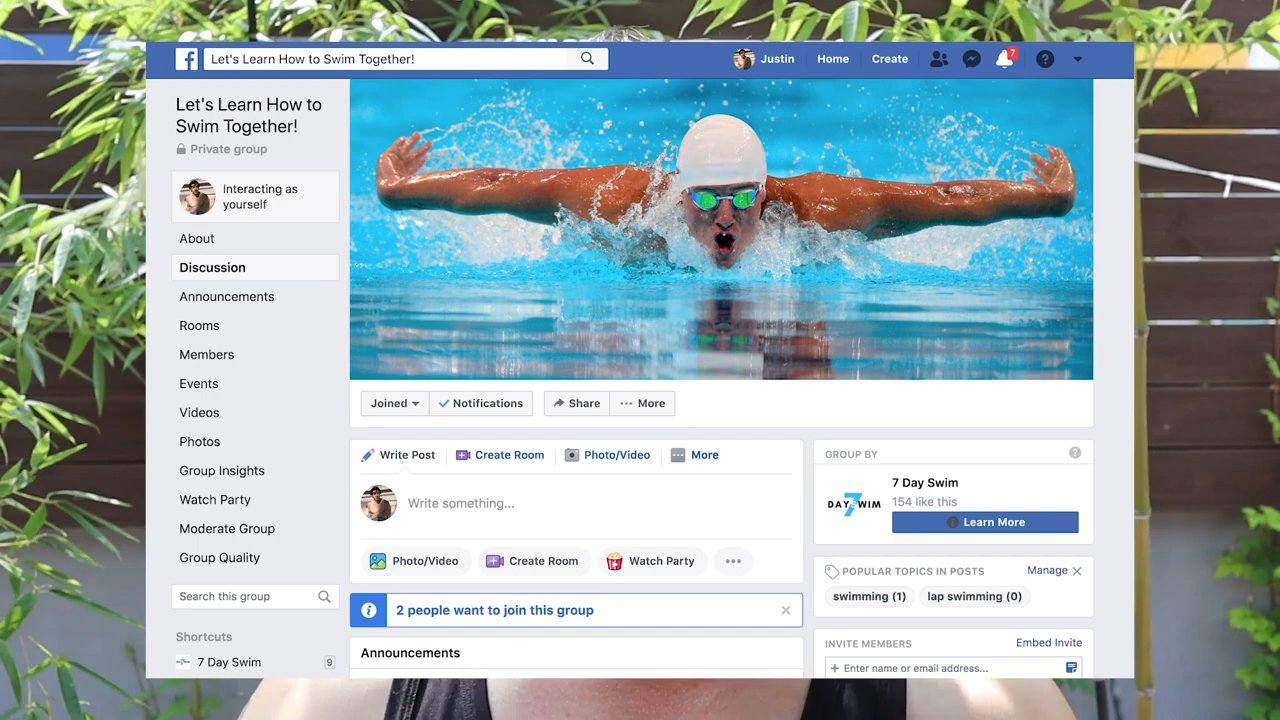 Let's Learn How to Swim Together!
Justin
Home
Create
7
Let's Learn How to
Swim Together!
Private group
Interacting as
yourself
About
Discussion
Announcements
Rooms
Members
Events
Videos
Photos
Group Insights
Watch Party
Moderate Group
Group Quality
Search this group
Shortcuts
7 Day Swim
9
Joined
Notifications
Share
More
Write Post
Create Room
Photo/Video
More
Write something...
Photo/Video
Create Room
Watch Party
2 people want to join this group
Announcements
GROUP BY
7 Day Swim
154 like this
DAY 7 SWIM
Learn More
POPULAR TOPICS IN POSTS
Manage
swimming (1)
lap swimming (0)
INVITE MEMBERS
Embed Invite
+ Enter name or email address...